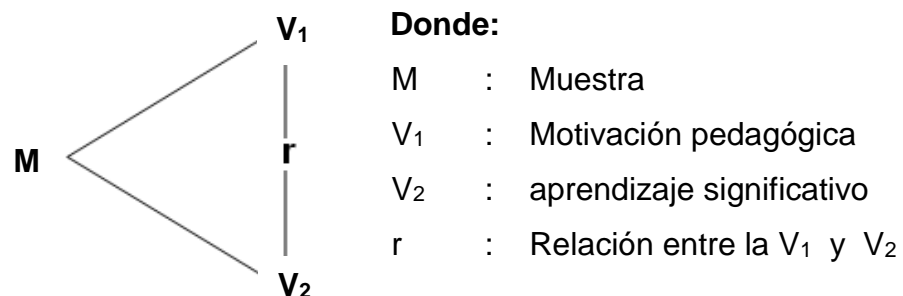 V₁
M
r
V₂
Donde:
M : Muestra
V₁ : Motivación pedagógica
V₂ : aprendizaje significativo
r : Relación entre la V₁ y V₂